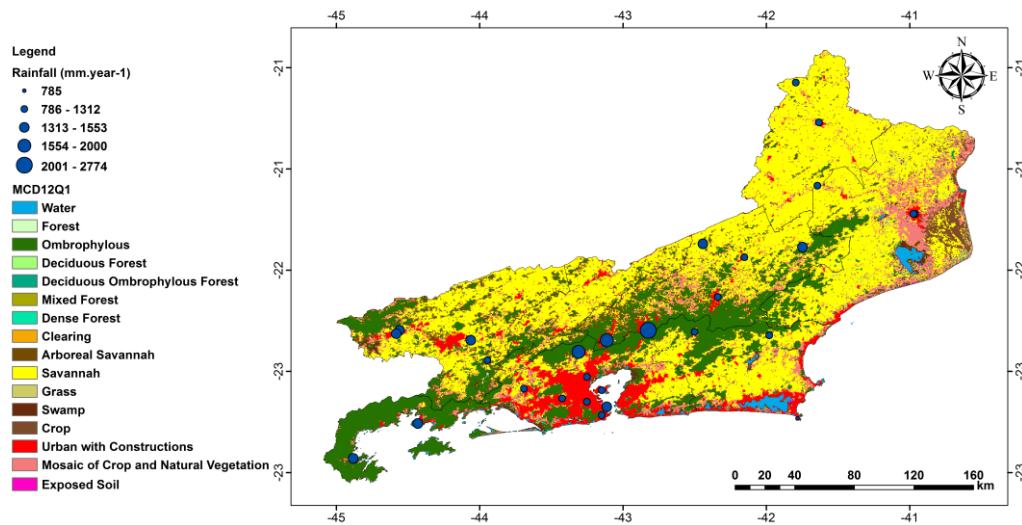 -45 -44 -43 -42 -41
Legend
Rainfall (mm.year-1)
785
786 - 1312
1313 - 1553
1554 - 2000
2001 - 2774
MCD12Q1
Water
Forest
Ombrophylous
Deciduous Forest
Deciduous Ombrophylous Forest
Mixed Forest
Dense Forest
Clearing
Arboreal Savannah
Savannah
Grass
Swamp
Crop
Urban with Constructions
Mosaic of Crop and Natural Vegetation
Exposed Soil
-21
-21
-22
-23
-23
N
W E
S
-21
-21
-22
-23
-23
0 20 40 80 120 160
km
-45 -44 -43 -42 -41